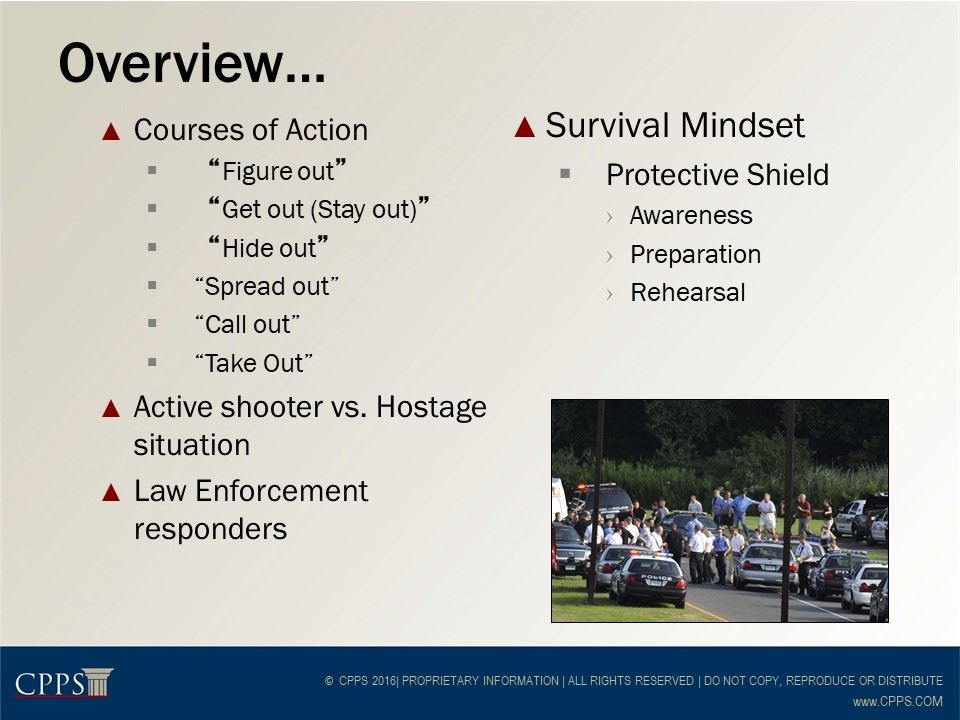 Overview...
▲ Courses of Action
▪ “Figure out”
▪ “Get out (Stay out)”
▪ “Hide out”
▪ “Spread out”
▪ “Call out”
▪ “Take Out”
▲ Active shooter vs. Hostage
situation
▲ Law Enforcement
responders
▲ Survival Mindset
▪ Protective Shield
› Awareness
› Preparation
› Rehearsal
POLICE
CPPS
© CPPS 2016| PROPRIETARY INFORMATION | ALL RIGHTS RESERVED | DO NOT COPY, REPRODUCE OR DISTRIBUTE
www.CPPS.COM